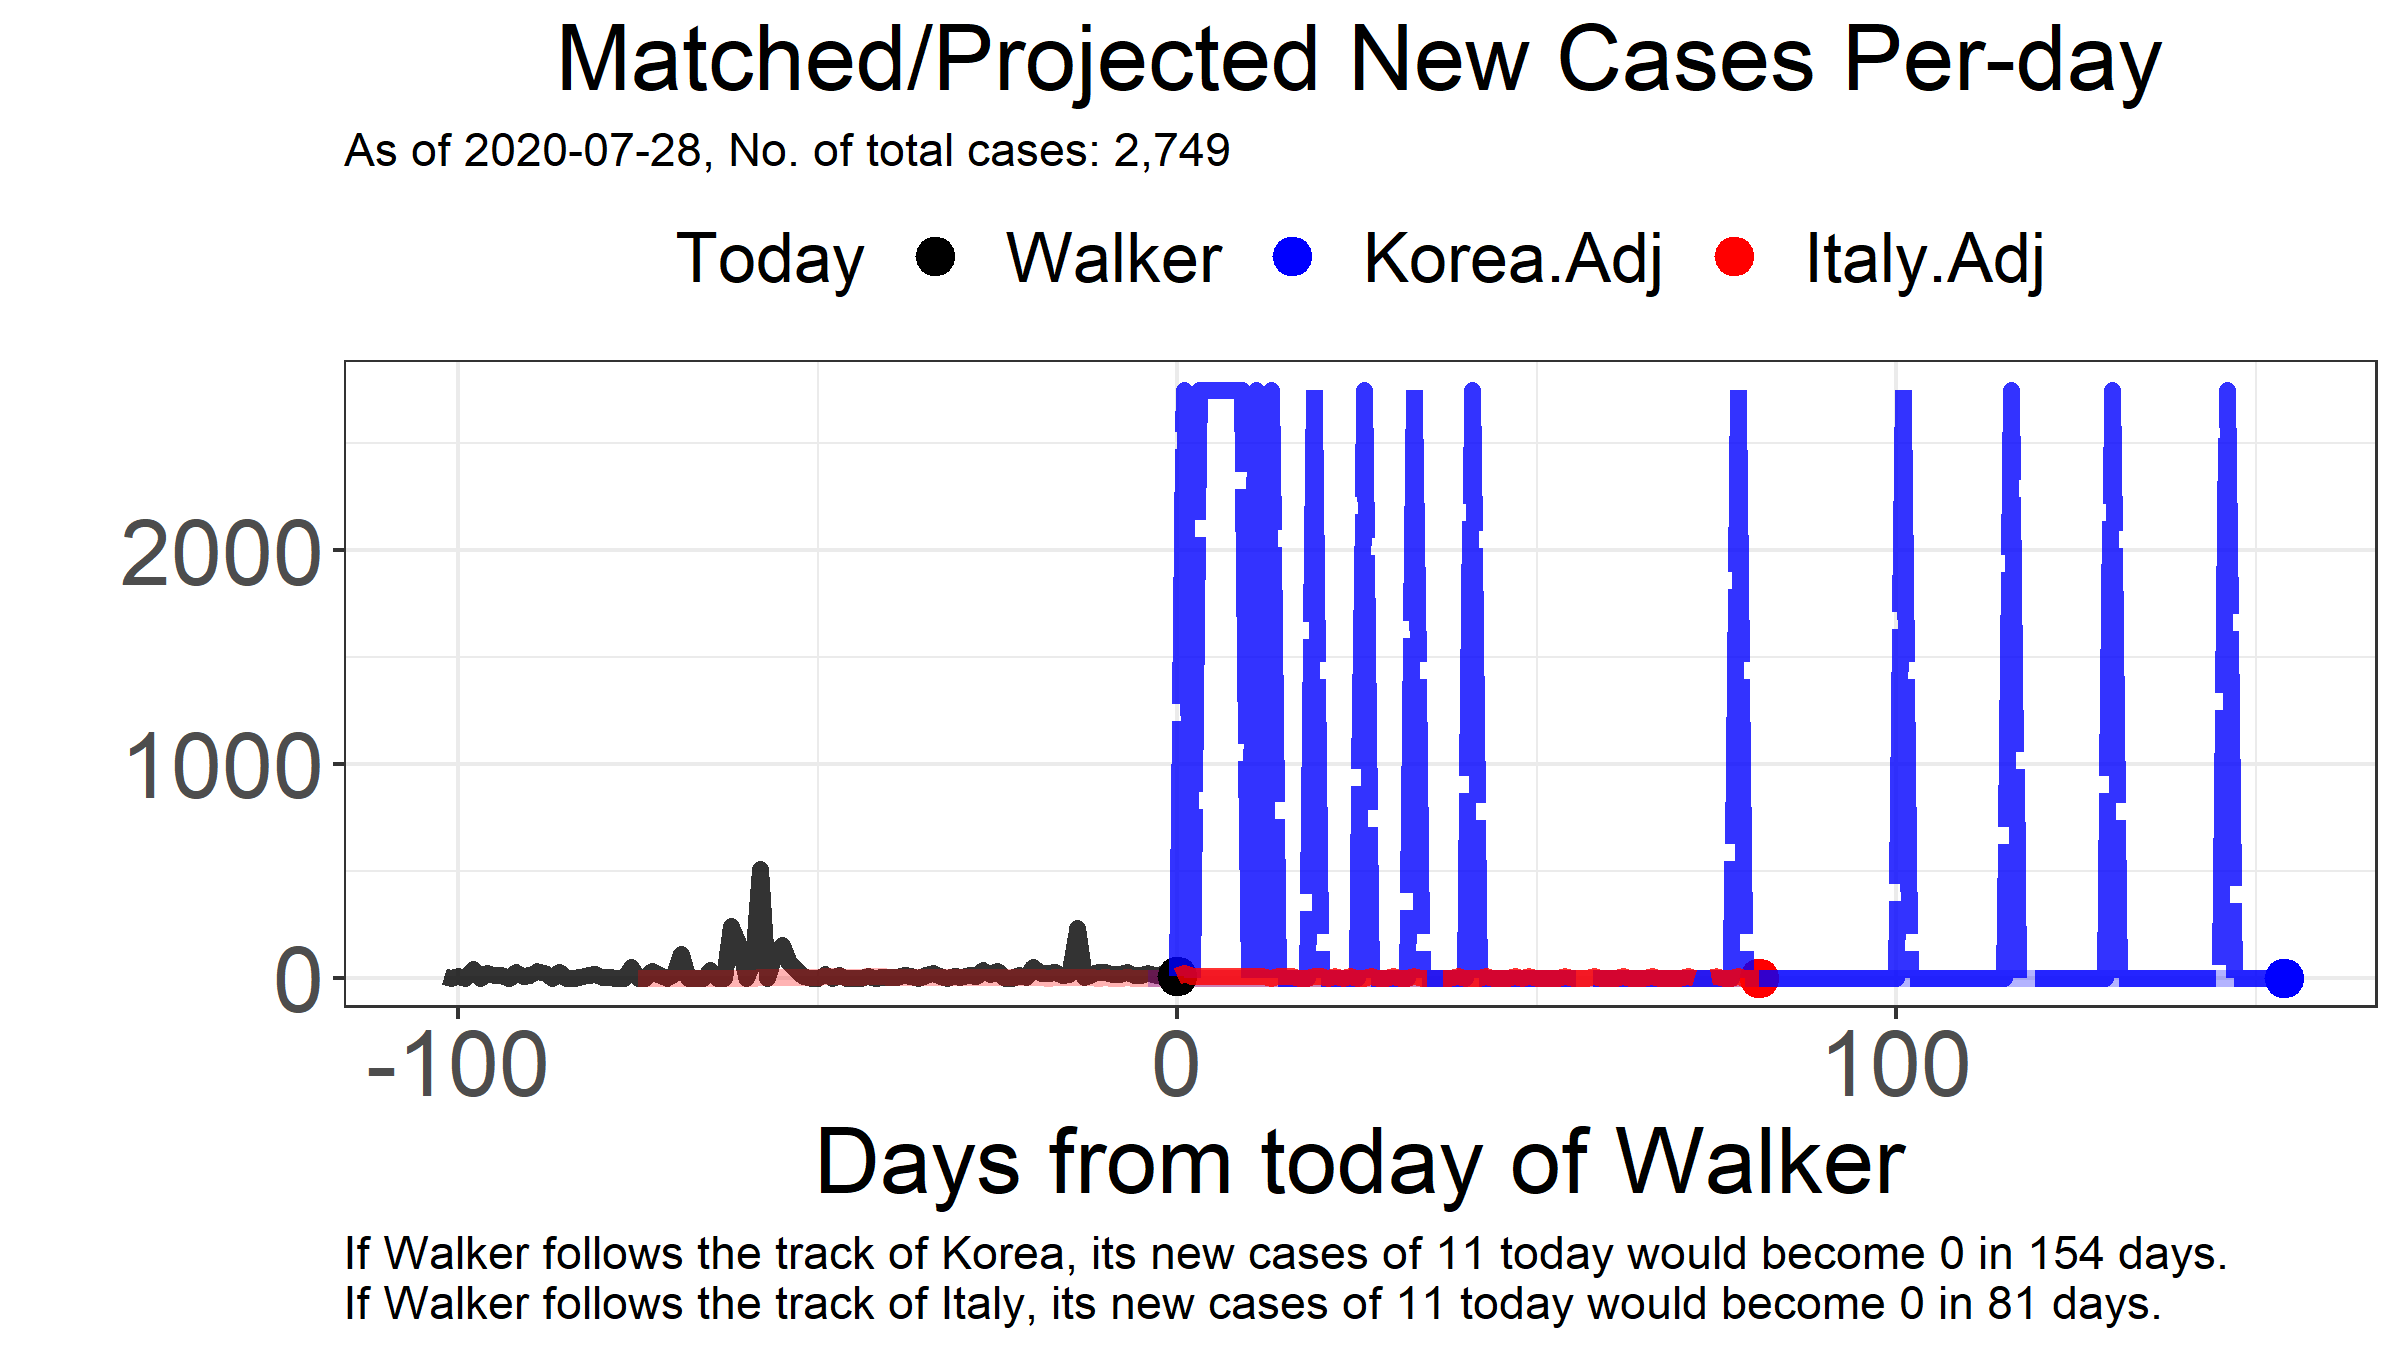 Matched/Projected New Cases Per-day
As of 2020-07-28, No. of total cases: 2,749
Today Walker Korea.Adj Italy.Adj
2000
1000
0
-100 0 100
Days from today of Walker
If Walker follows the track of Korea, its new cases of 11 today would become 0 in 154 days.
If Walker follows the track of Italy, its new cases of 11 today would become 0 in 81 days.